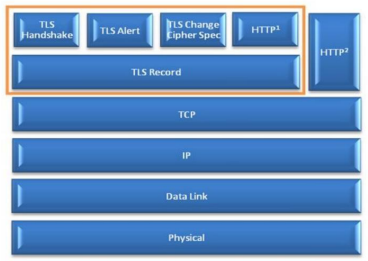 TLS
Handshake
TLS Alert
TLS Change
Cipher Spec
HTTP¹
HTTP²
TLS Record
TCP
IP
Data Link
Physical